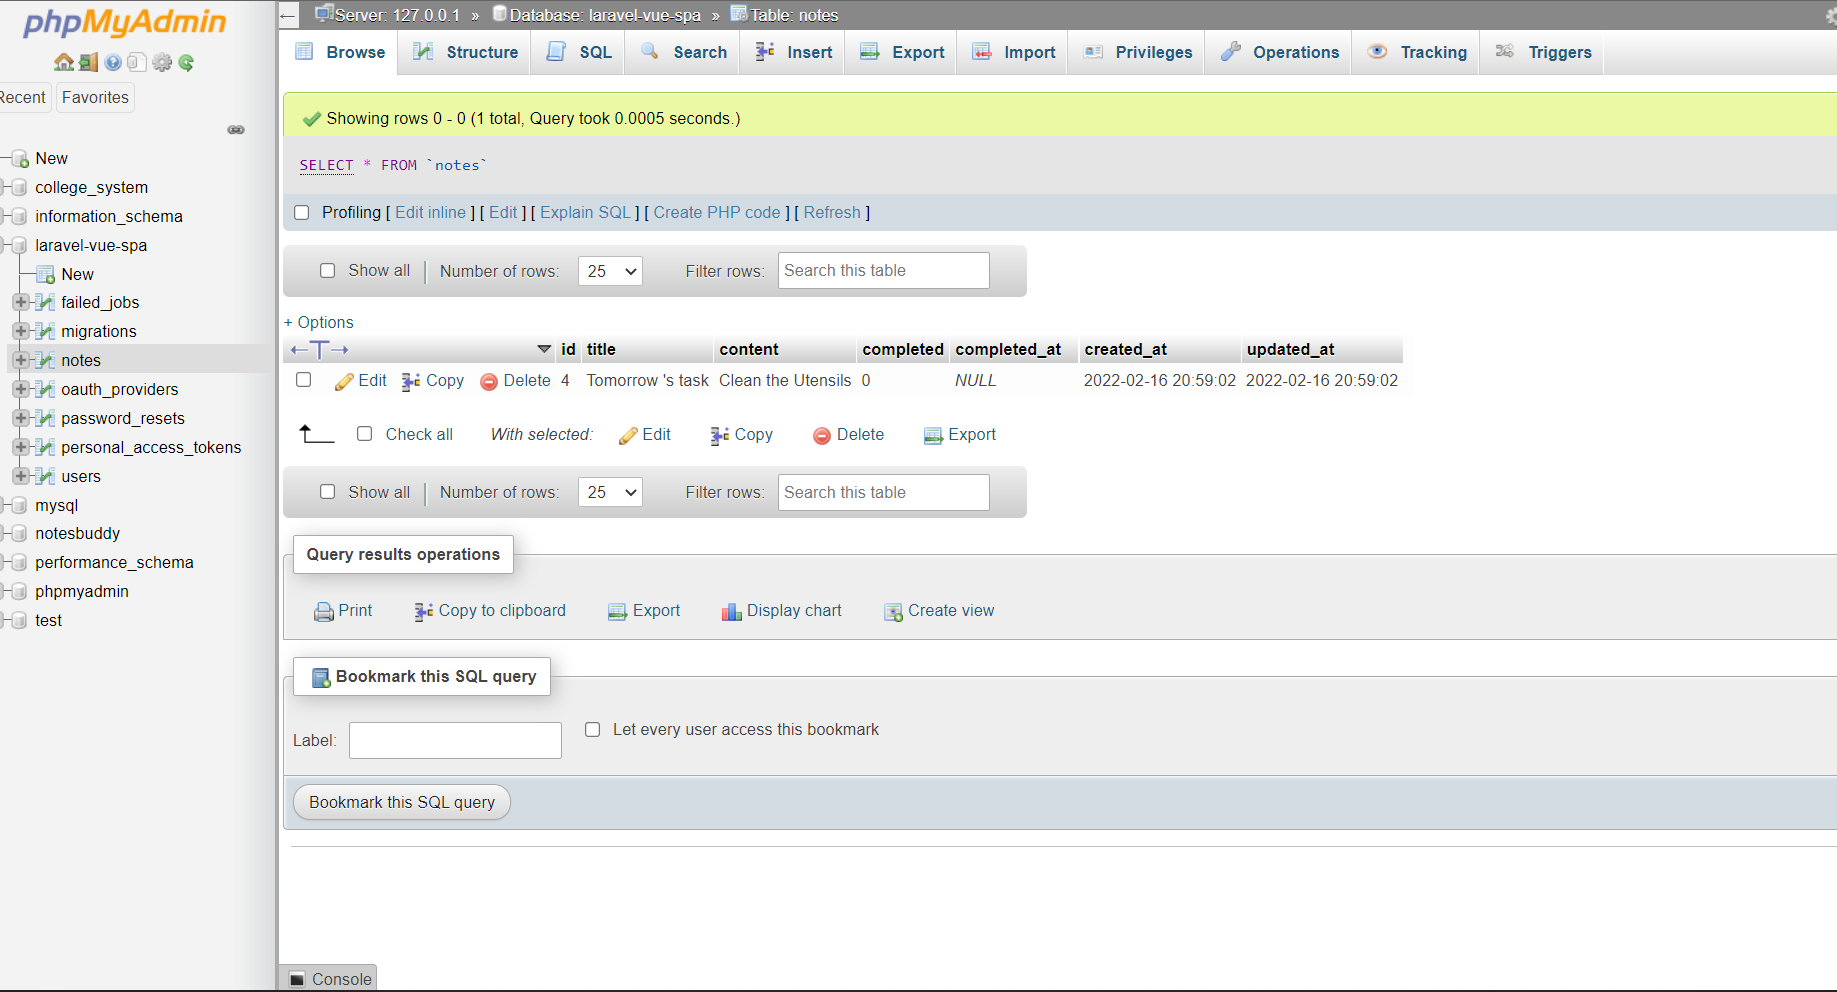 phpMyAdmin
Recent Favorites
New
college_system
information_schema
laravel-vue-spa
New
failed_jobs
migrations
notes
oauth_providers
password_resets
personal_access_tokens
users
mysql
notesbuddy
performance_schema
phpmyadmin
test
Server: 127.0.0.1 » Database: laravel-vue-spa » Table: notes
Browse Structure SQL Search Insert Export Import Privileges Operations Tracking Triggers
Showing rows 0 - 0 (1 total, Query took 0.0005 seconds.)
SELECT * FROM `notes`
Profiling [ Edit inline ] [ Edit ] [ Explain SQL ] [ Create PHP code ] [ Refresh ]
Show all | Number of rows: 25 Filter rows: Search this table
+ Options
←T→ id title content completed completed_at created_at updated_at
Edit Copy Delete 4 Tomorrow 's task Clean the Utensils 0 NULL 2022-02-16 20:59:02 2022-02-16 20:59:02
Check all With selected: Edit Copy Delete Export
Show all | Number of rows: 25 Filter rows: Search this table
Query results operations
Print Copy to clipboard Export Display chart Create view
Bookmark this SQL query
Label: Let every user access this bookmark
Bookmark this SQL query
Console